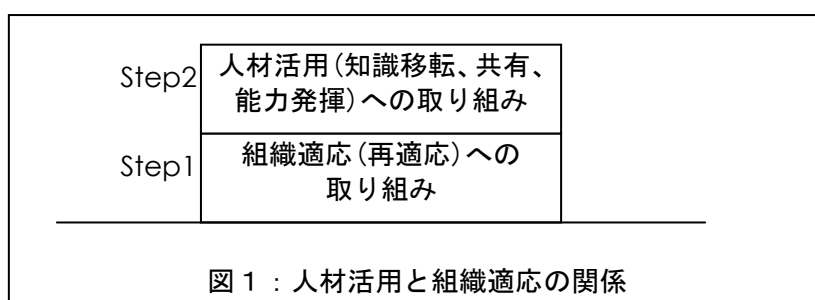 Step2
人材活用(知識移転、共有、
能力発揮)への取り組み
Step1
組織適応(再適応)への
取り組み
図1:人材活用と組織適応の関係